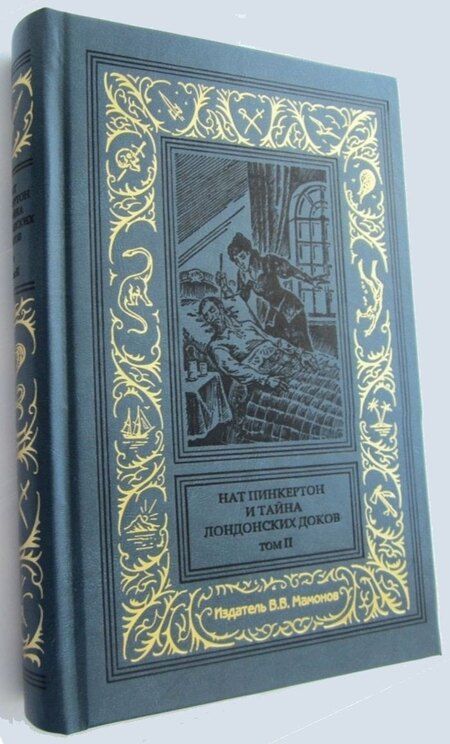 НАТ ПИНКЕРТОН
И ТАЙНА
ЛОНДОНСКИХ ДОКОВ
ТОМ II
Издатель В.В. Мамонов